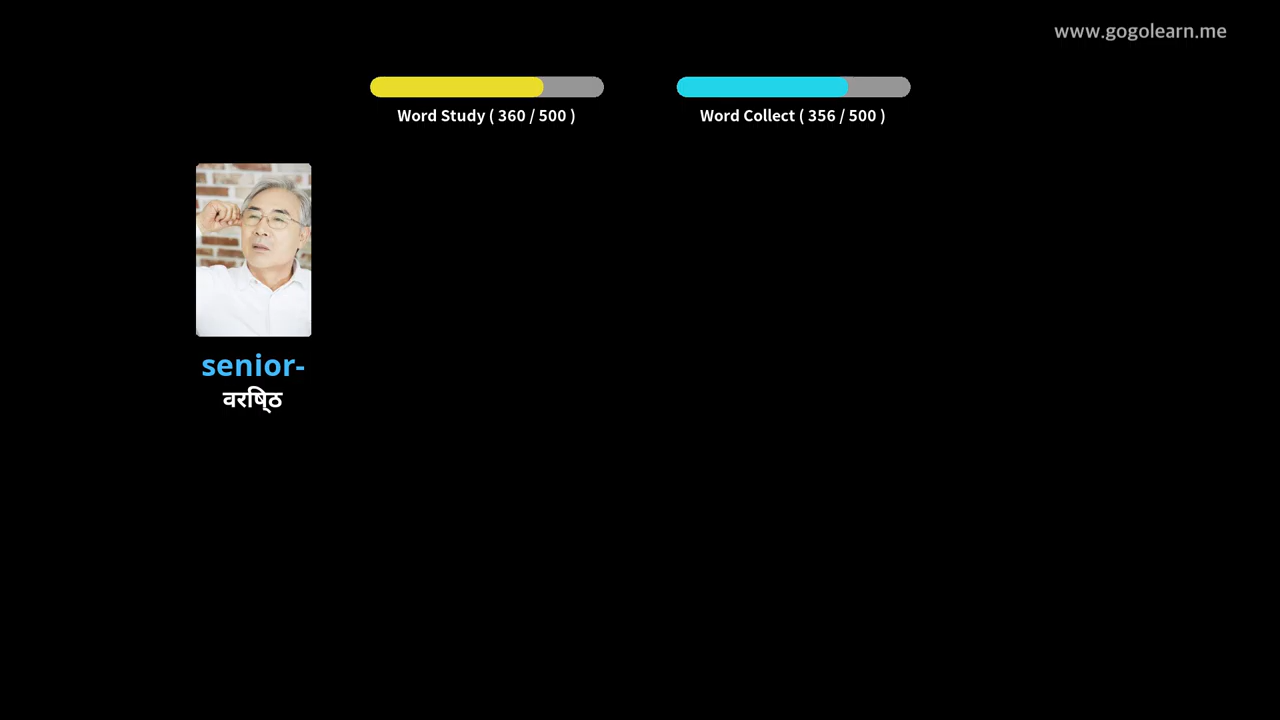 www.gogolearn.me
Word Study ( 360 / 500 )
Word Collect ( 356 / 500 )
senior-
वरिष्ठ